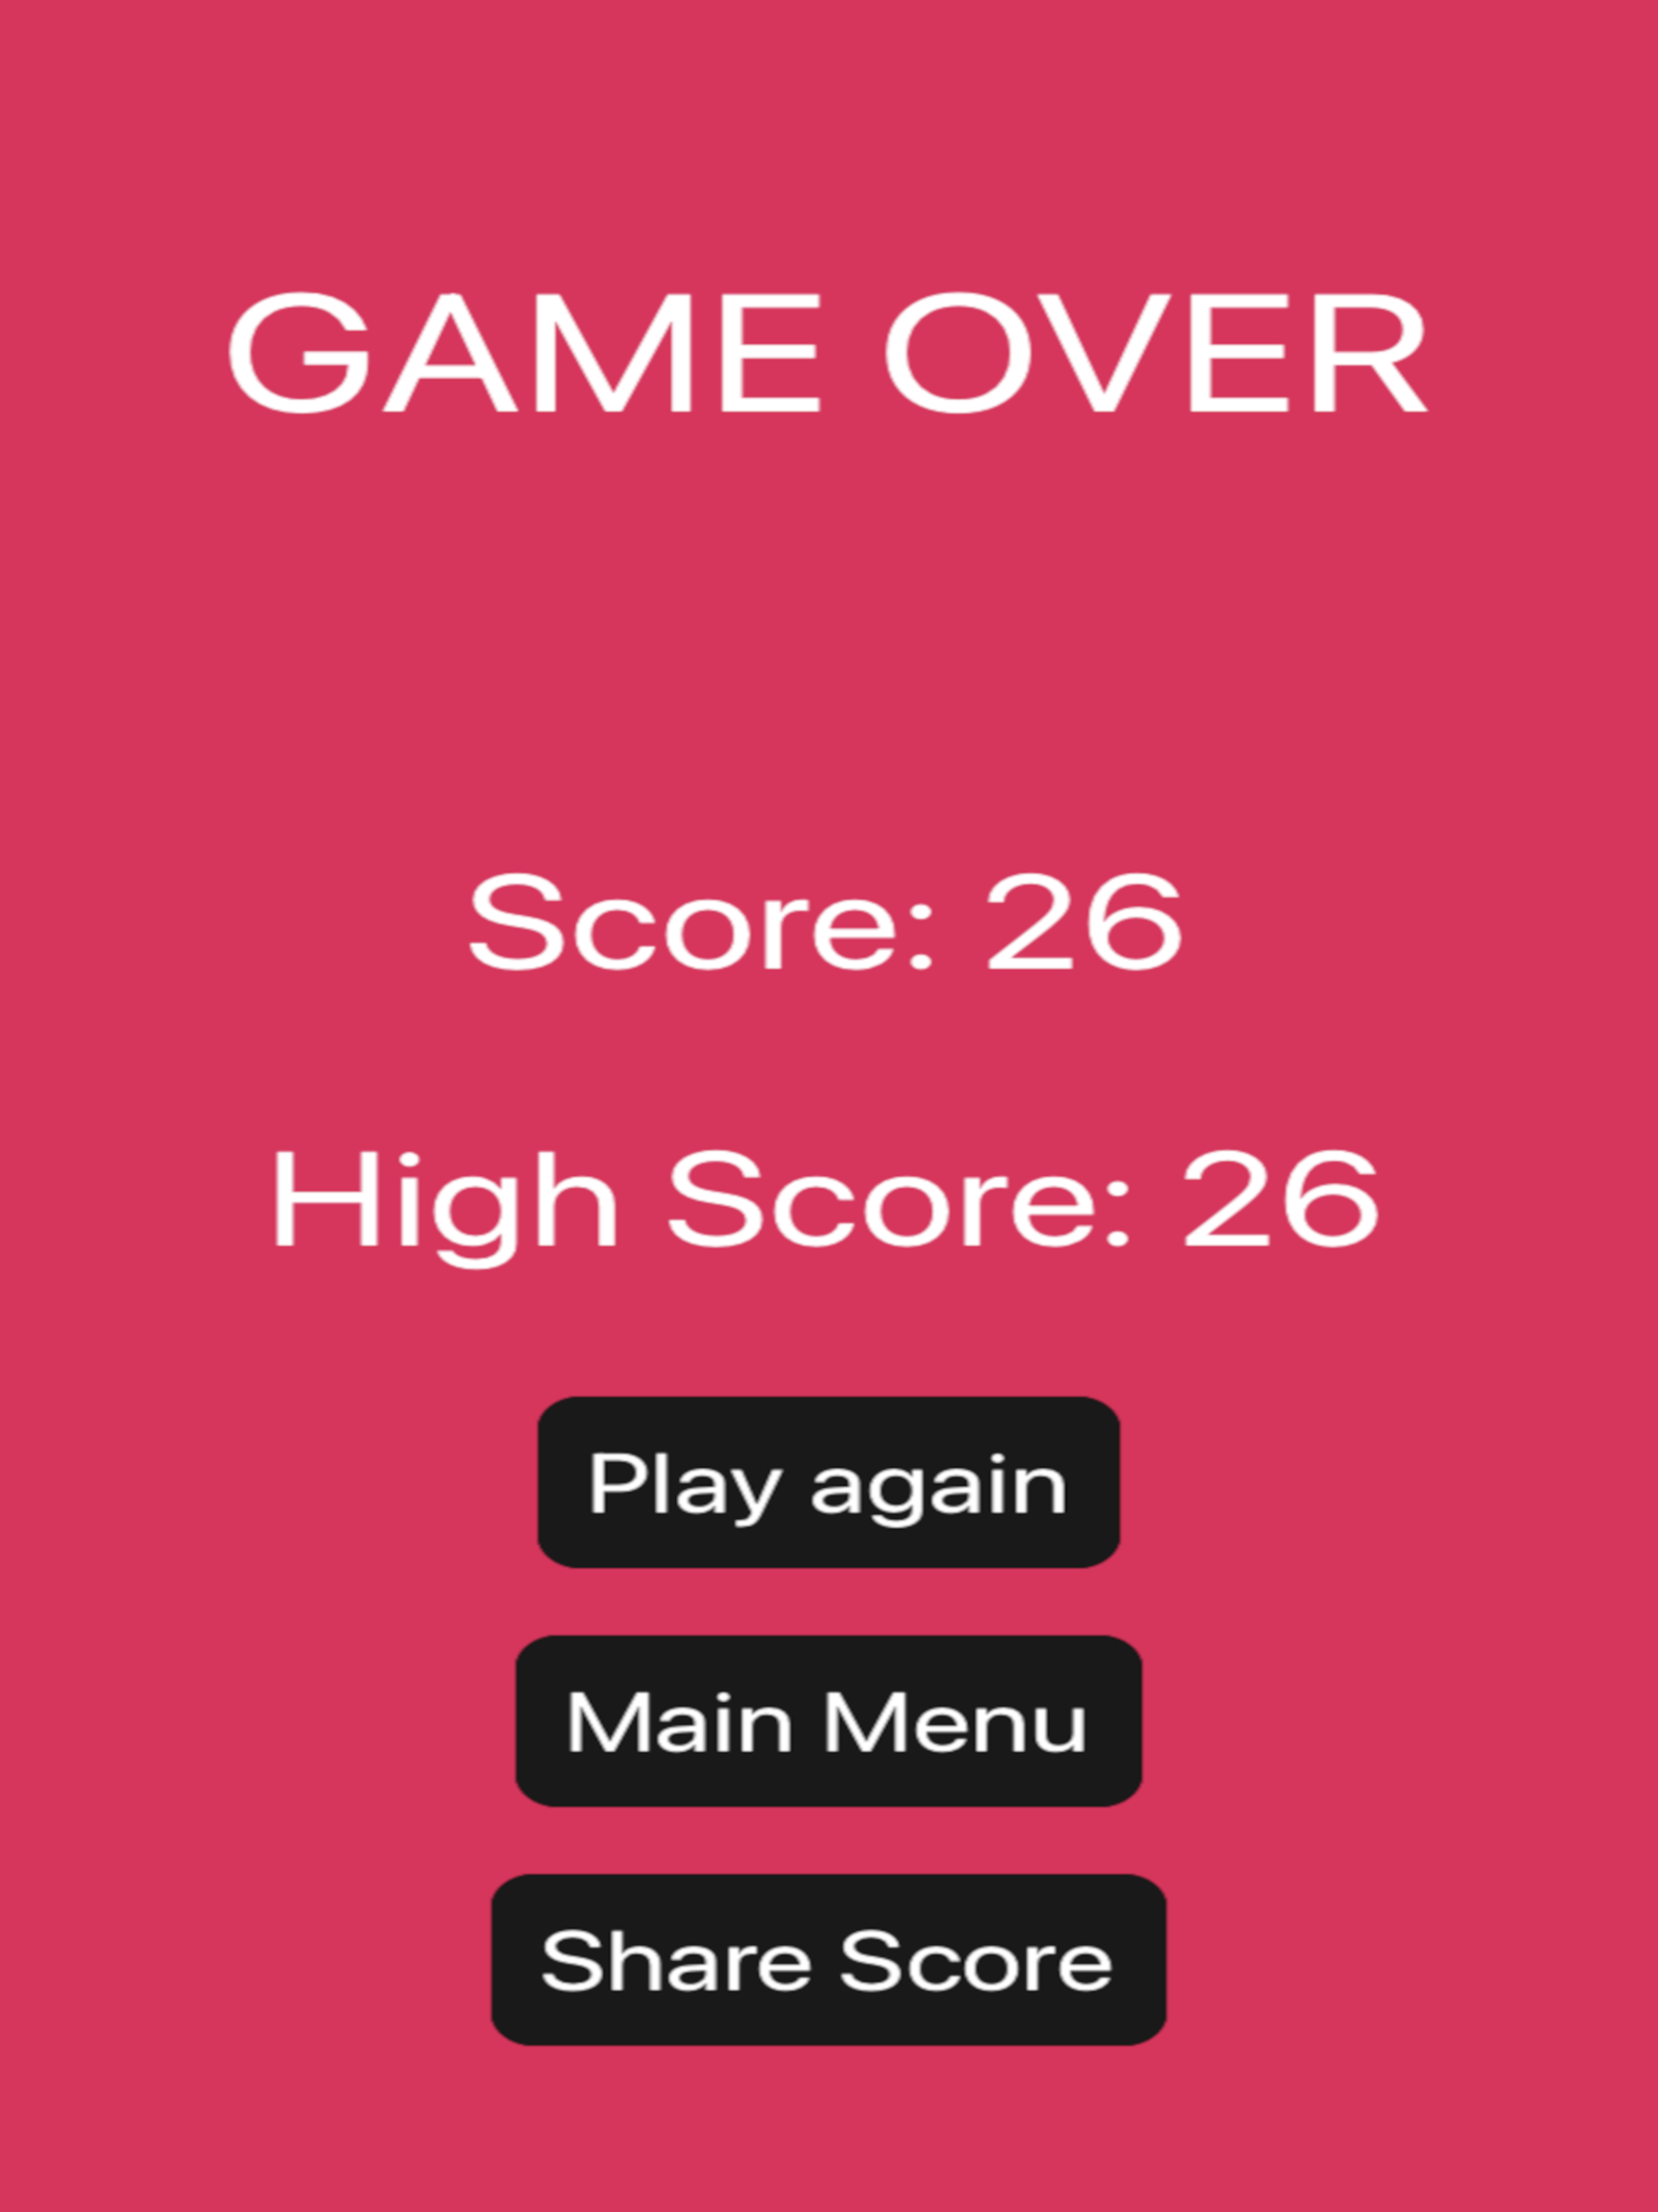 GAME OVER
Score: 26
High Score: 26
Play again
Main Menu
Share Score